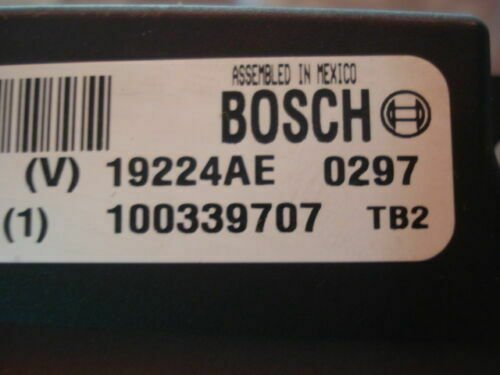 ASSEMBLED IN MEXICO
BOSCH
(V) 19224AE 0297
(1) 100339707 TB2